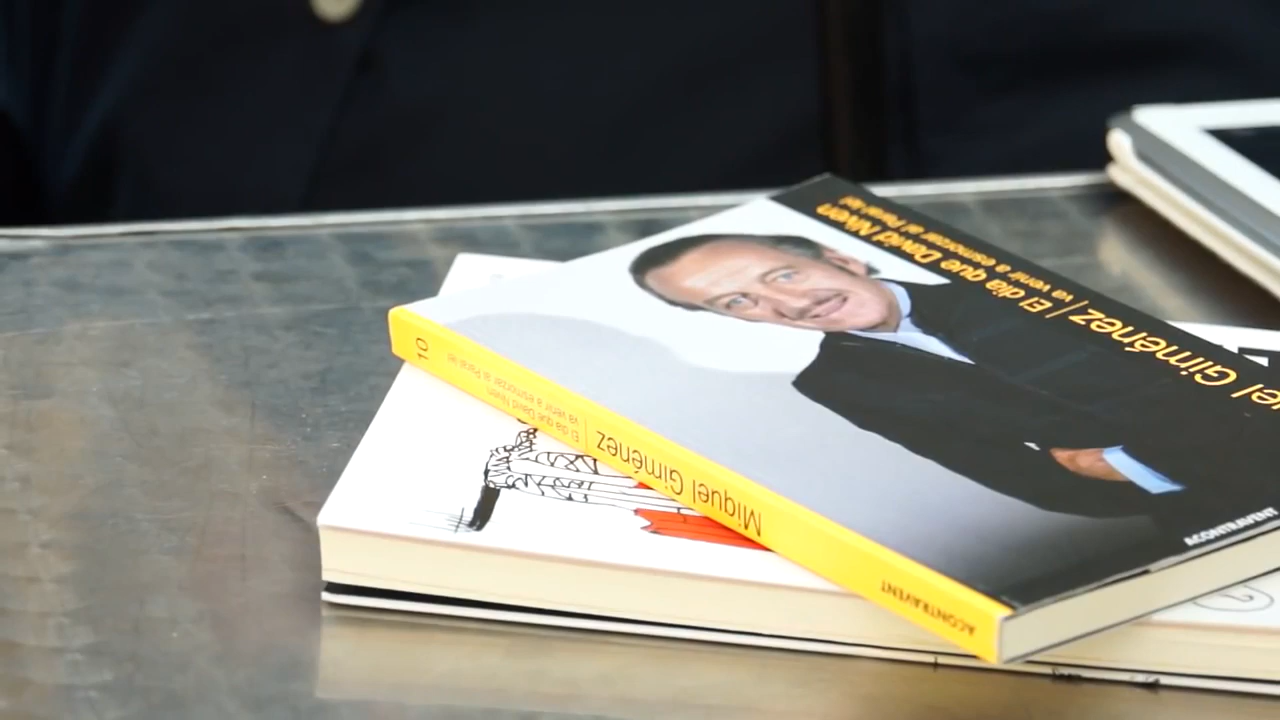 Miquel Giménez
El dia que David Niven
va venir a esmorzar al Paral·lel
ACONTRAVENT
10
El dia que David Niven
va venir a esmorzar al Paral·lel
Miquel Giménez
ACONTRAVENT